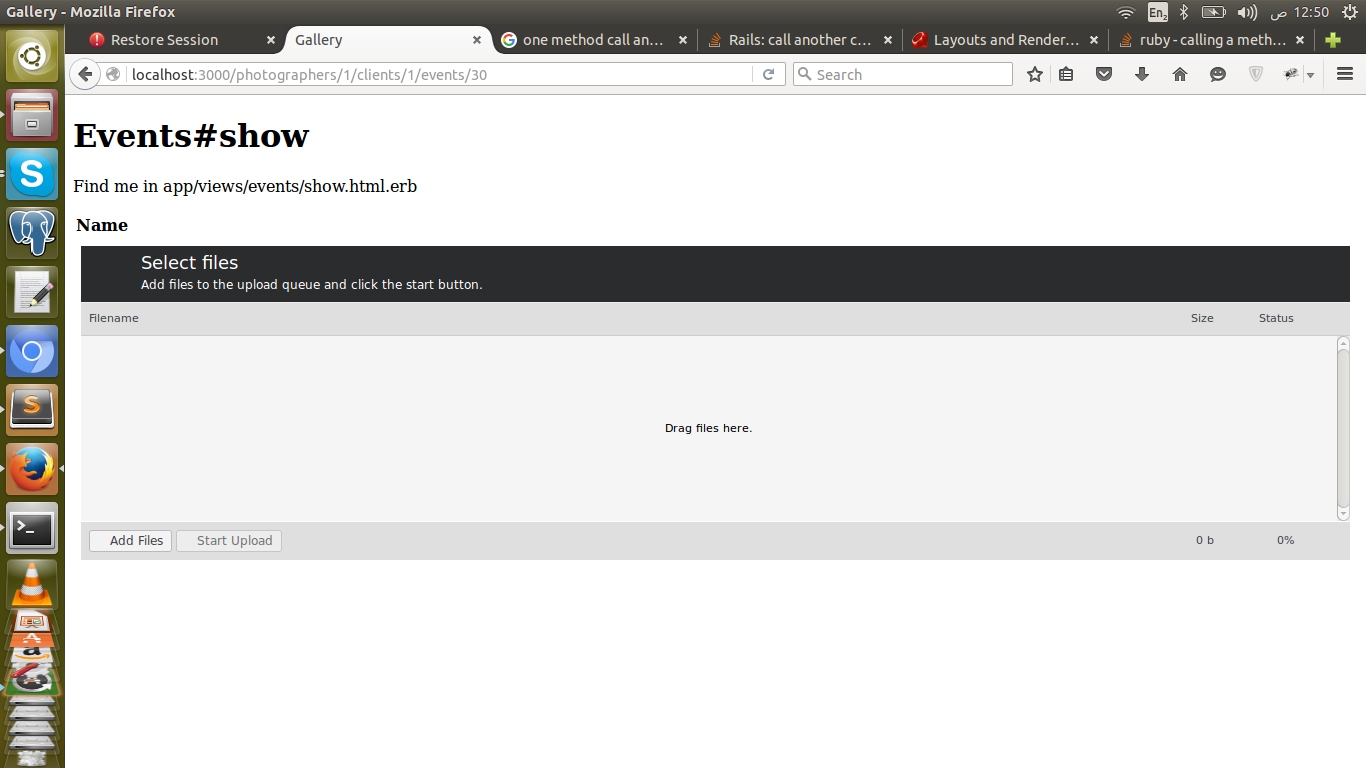 Gallery - Mozilla Firefox
En2
ص 12:50
Restore Session
Gallery
one method call an...
Rails: call another c...
Layouts and Render...
ruby - calling a meth...
localhost:3000/photographers/1/clients/1/events/30
Search
Events#show
Find me in app/views/events/show.html.erb
Name
Select files
Add files to the upload queue and click the start button.
Filename Size Status
Drag files here.
Add Files Start Upload 0 b 0%